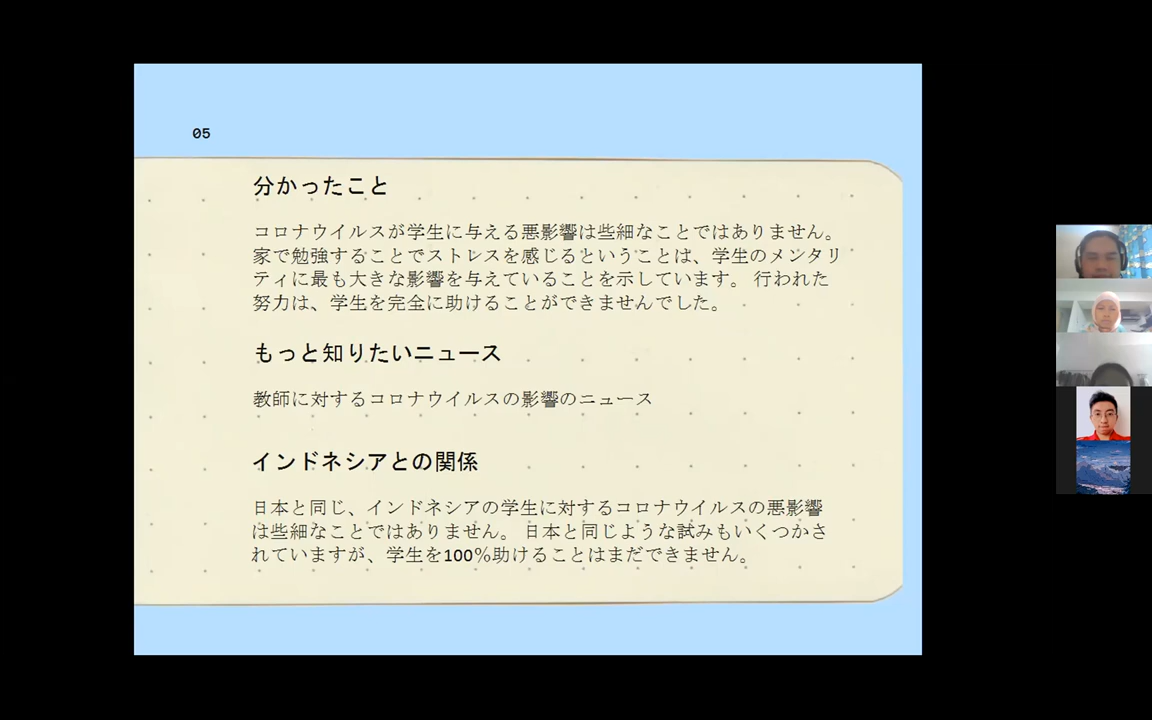 05
分かったこと
コロナウイルスが学生に与える悪影響は些細なことではありません。
家で勉強することでストレスを感じるということは、学生のメンタリ
ティに最も大きな影響を与えていることを示しています。 行われた
努力は、学生を完全に助けることができませんでした。
もっと知りたいニュース
教師に対するコロナウイルスの影響のニュース
インドネシアとの関係
日本と同じ、インドネシアの学生に対するコロナウイルスの悪影響
は些細なことではありません。 日本と同じような試みもいくつかさ
れていますが、学生を100%助けることはまだできません。